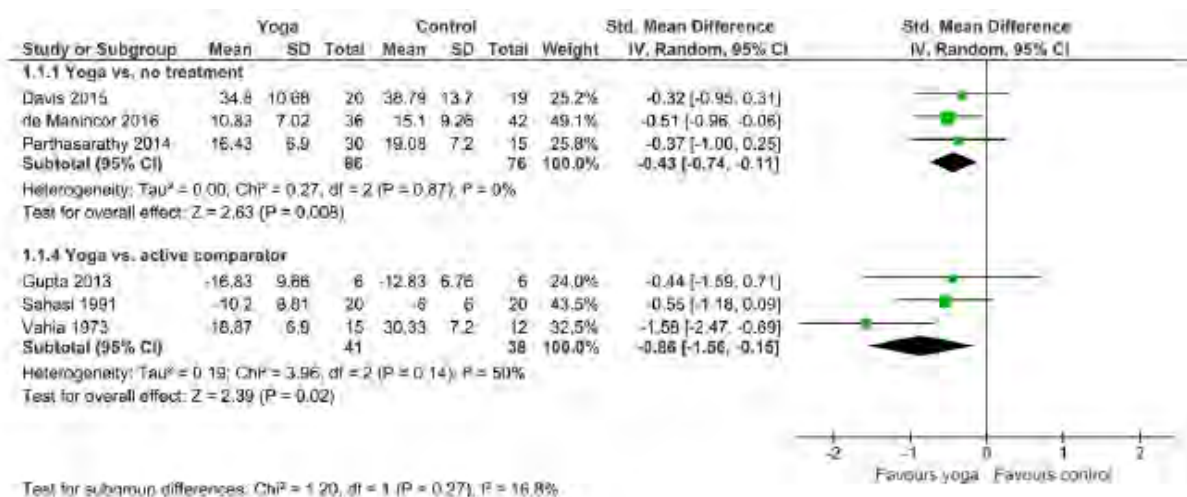 Yoga Control Std. Mean Difference Std. Mean Difference
Study or Subgroup Mean SD Total Mean SD Total Weight IV, Random, 95% CI IV, Random, 95% CI
1.1.1 Yoga vs. no treatment
Davis 2015 34.8 10.68 20 38.79 13.7 19 25.2% -0.32 [-0.95, 0.31]
de Manincor 2016 10.83 7.02 36 15.1 9.26 42 49.1% -0.51 [-0.96, -0.06]
Parthasarathy 2014 16.43 6.9 30 19.08 7.2 15 25.8% -0.37 [-1.00, 0.25]
Subtotal (95% CI) 86 76 100.0% -0.43 [-0.74, -0.11]
Heterogeneity: Tau² = 0.00; Chi² = 0.27, df = 2 (P = 0.87); I² = 0%
Test for overall effect: Z = 2.63 (P = 0.008)
1.1.4 Yoga vs. active comparator
Gupta 2013 -16.83 9.66 6 -12.83 6.76 6 24.0% -0.44 [-1.59, 0.71]
Sahasi 1991 -10.2 20 -6 6 20 43.5% -0.55 [-1.18, 0.09]
Vahia 1973 6.9 15 30.33 7.2 12 32.5% -1.58 [-2.47, -0.69]
Subtotal (95% CI) 41 38 100.0% -0.86 [-1.56, -0.15]
Heterogeneity: Tau² = 0.19; Chi² = 3.96, df = 2 (P = 0.14); I² = 50%
Test for overall effect: Z = 2.39 (P = 0.02)
-2 -1 0 1 2
Favours yoga Favours control
Test for subgroup differences: Chi² = 1.20, df = 1 (P = 0.27), I² = 16.8%